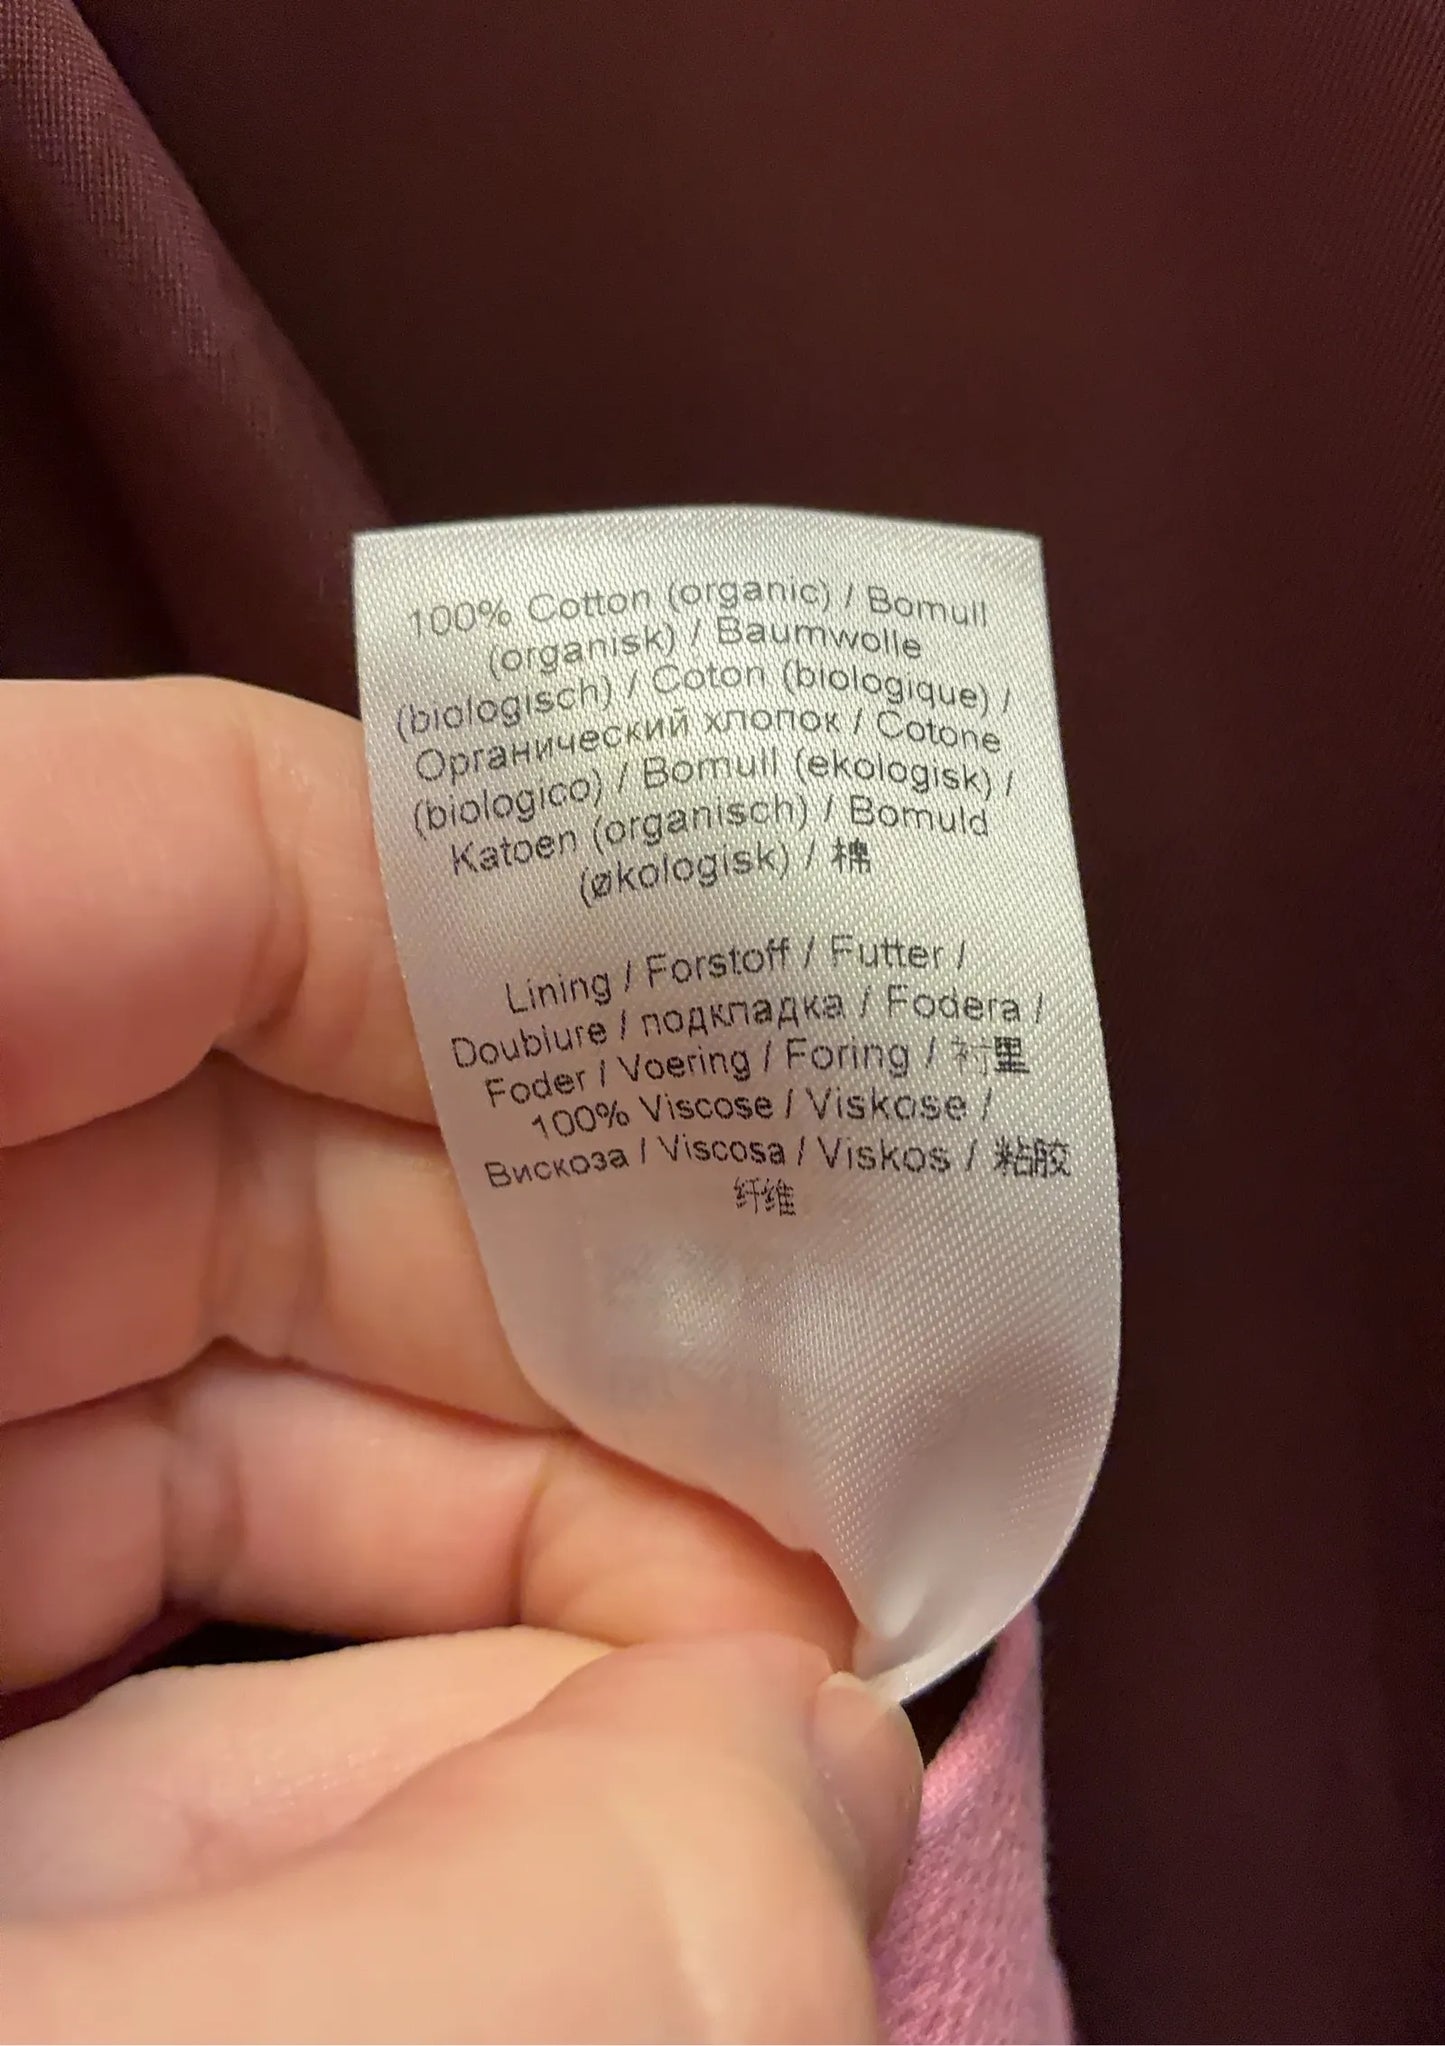 100% Cotton (organic) / Bomull
(organisk) / Baumwolle
(biologisch) / Coton (biologique) /
Органический хлопок / Cotone
(biologico) / Bomull (ekologisk) /
Katoen (organisch) / Bomuld
(økologisk) / 棉
Lining / Forstoff / Futter /
Doublure / подкладка / Fodera /
Foder / Voering / Foring / 衬里
100% Viscose / Viskose /
Вискоза / Viscosa / Viskos / 粘胶
纤维